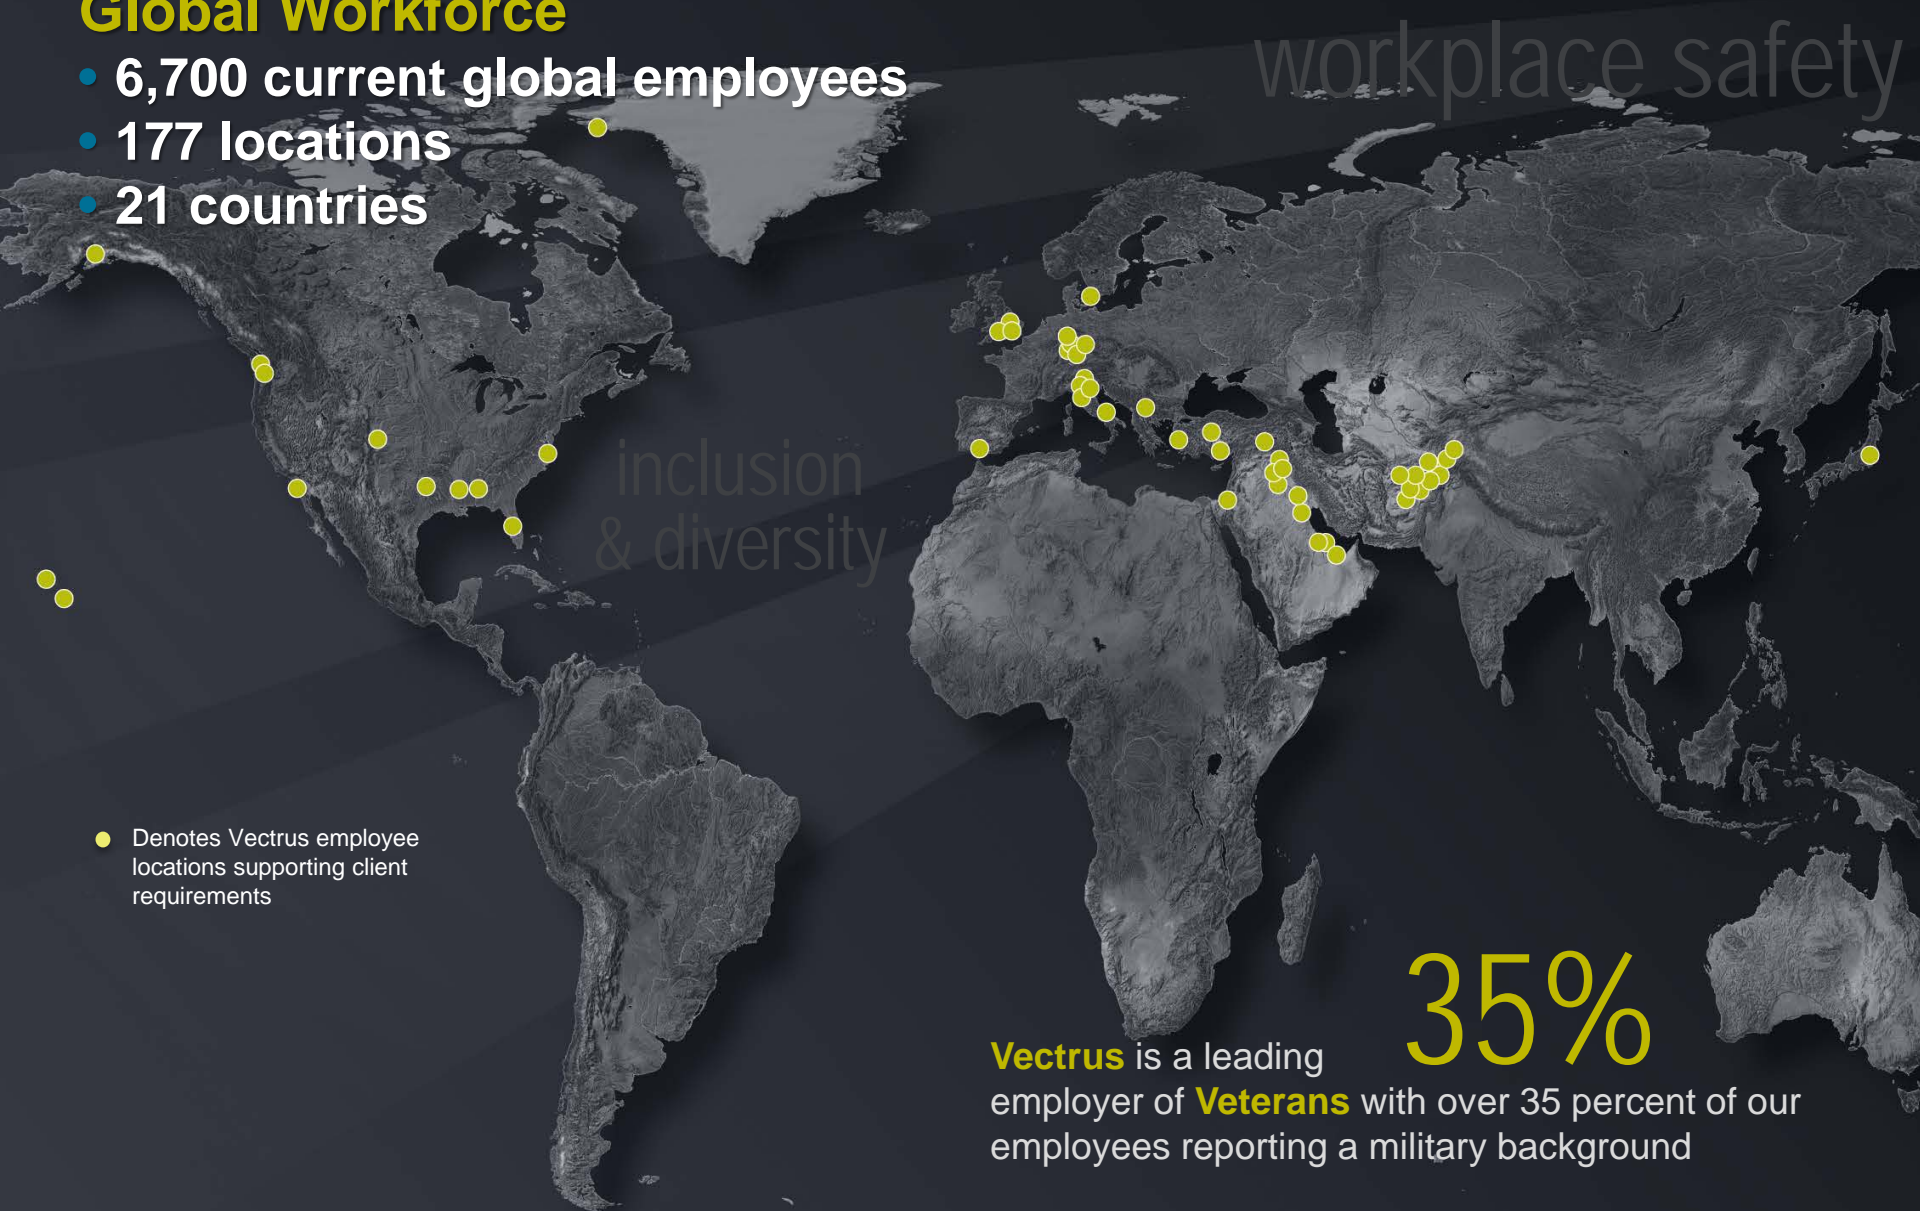 Global Workforce
• 6,700 current global employees
• 177 locations
• 21 countries
workplace safety
inclusion
& diversity
Denotes Vectrus employee
locations supporting client
requirements
35%
Vectrus is a leading
employer of Veterans with over 35 percent of our
employees reporting a military background